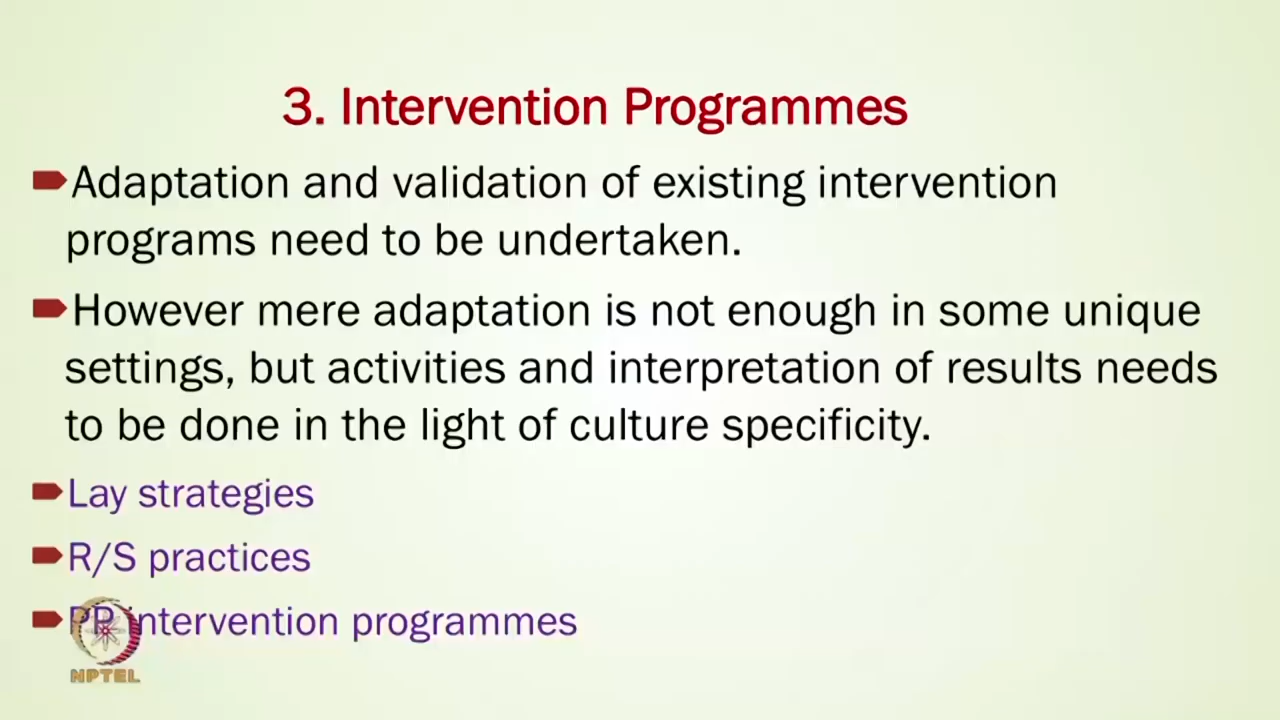 3. Intervention Programmes
Adaptation and validation of existing intervention
programs need to be undertaken.
However mere adaptation is not enough in some unique
settings, but activities and interpretation of results needs
to be done in the light of culture specificity.
Lay strategies
R/S practices
PP intervention programmes
NPTEL